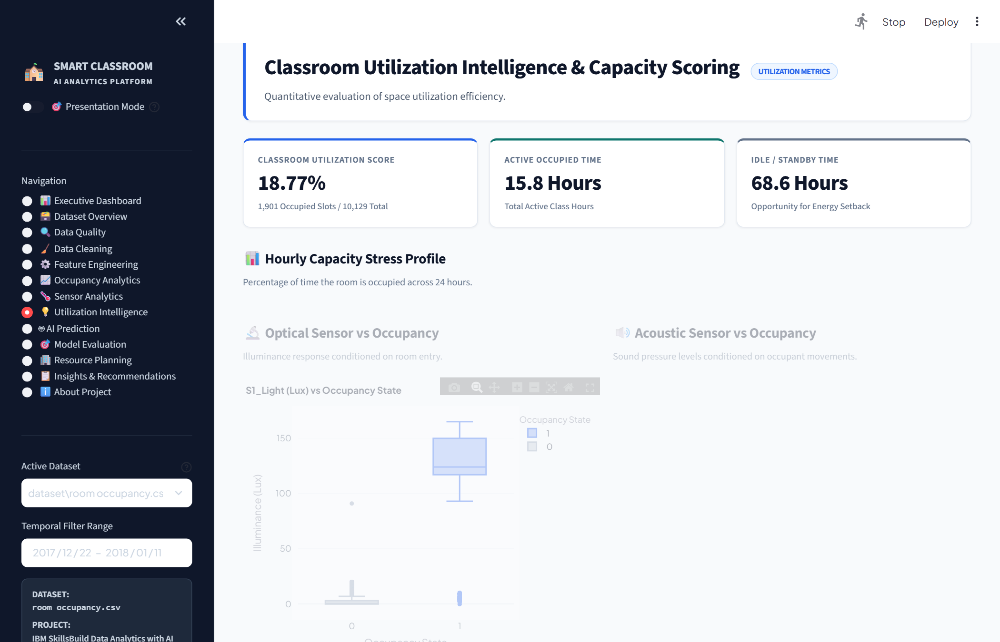 SMART CLASSROOM
AI ANALYTICS PLATFORM
Presentation Mode
Navigation
Executive Dashboard
Dataset Overview
Data Quality
Data Cleaning
Feature Engineering
Occupancy Analytics
Sensor Analytics
Utilization Intelligence
AI Prediction
Model Evaluation
Resource Planning
Insights & Recommendations
About Project
Active Dataset
dataset\room occupancy.cs
Temporal Filter Range
2017/12/22 – 2018/01/11
DATASET:
room occupancy.csv
PROJECT:
IBM SkillsBuild Data Analytics with AI
Stop
Deploy
Classroom Utilization Intelligence & Capacity Scoring
UTILIZATION METRICS
Quantitative evaluation of space utilization efficiency.
CLASSROOM UTILIZATION SCORE
18.77%
1,901 Occupied Slots / 10,129 Total
ACTIVE OCCUPIED TIME
15.8 Hours
Total Active Class Hours
IDLE / STANDBY TIME
68.6 Hours
Opportunity for Energy Setback
Hourly Capacity Stress Profile
Percentage of time the room is occupied across 24 hours.
Optical Sensor vs Occupancy
Illuminance response conditioned on room entry.
S1_Light (Lux) vs Occupancy State
Occupancy State
1
0
150
100
50
0
Illuminance (Lux)
0
1
Occupancy State
Acoustic Sensor vs Occupancy
Sound pressure levels conditioned on occupant movements.